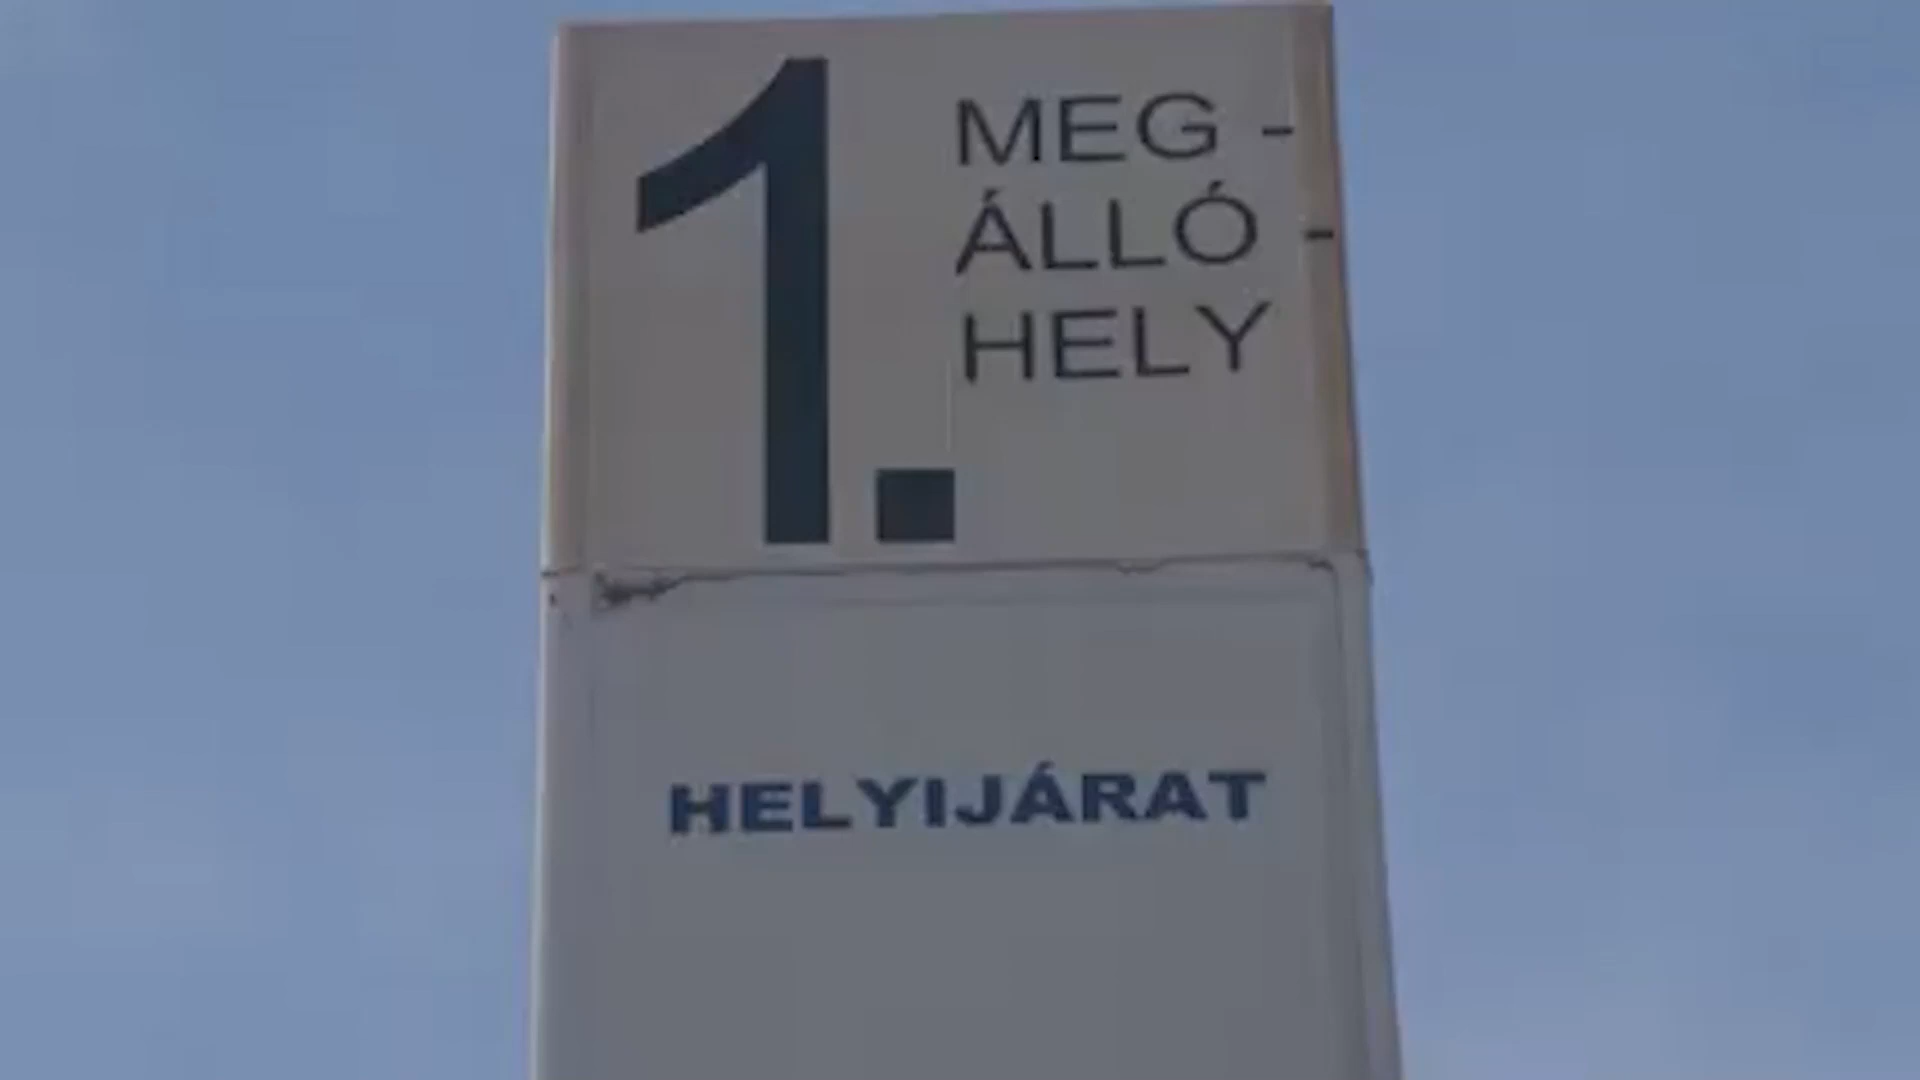 1.
MEG -
ÁLLÓ -
HELY
HELYIJÁRAT